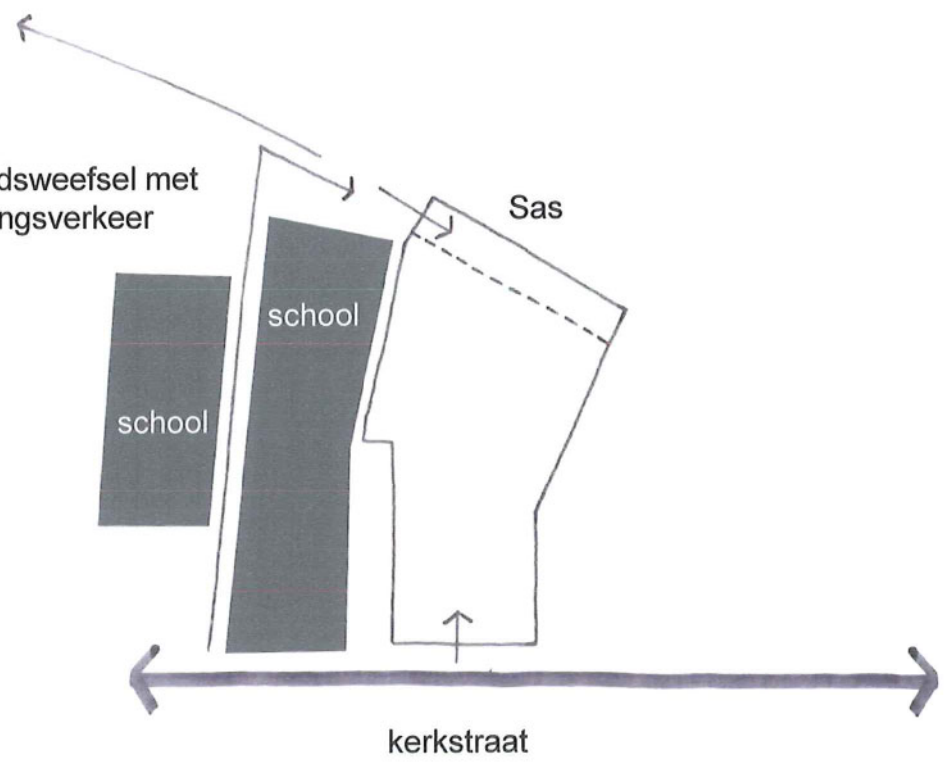 dsweefsel met
ngsverkeer
Sas
school
school
kerkstraat